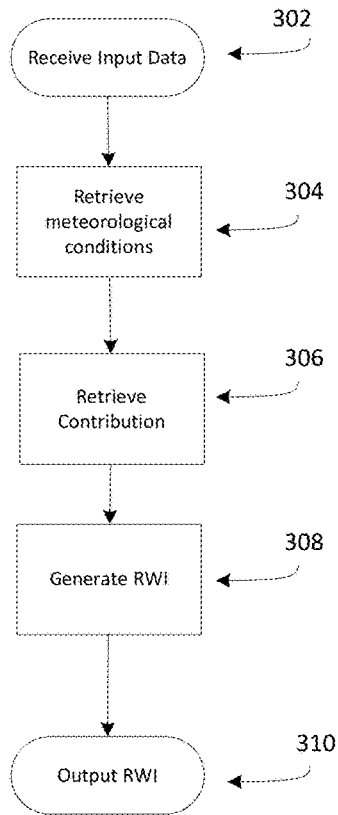 302
Receive Input Data
304
Retrieve
meteorological
conditions
306
Retrieve
Contribution
308
Generate RWI
310
Output RWI